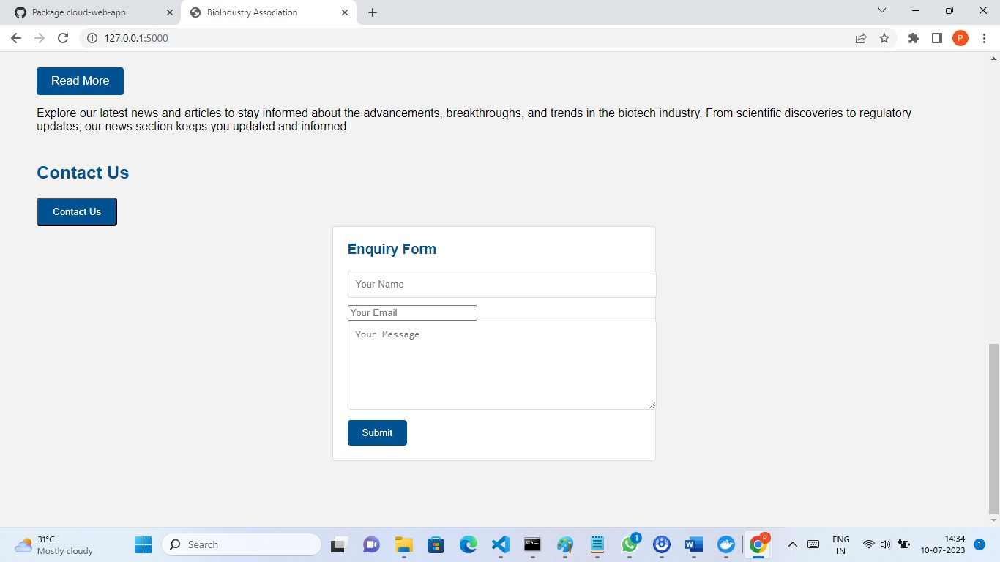 Package cloud-web-app
BioIndustry Association
127.0.0.1:5000
P
Read More
Explore our latest news and articles to stay informed about the advancements, breakthroughs, and trends in the biotech industry. From scientific discoveries to regulatory
updates, our news section keeps you updated and informed.
Contact Us
Contact Us
Enquiry Form
Your Name
Your Email
Your Message
Submit
31°C
Mostly cloudy
Search
1
P
ENG
IN
14:34
10-07-2023
1